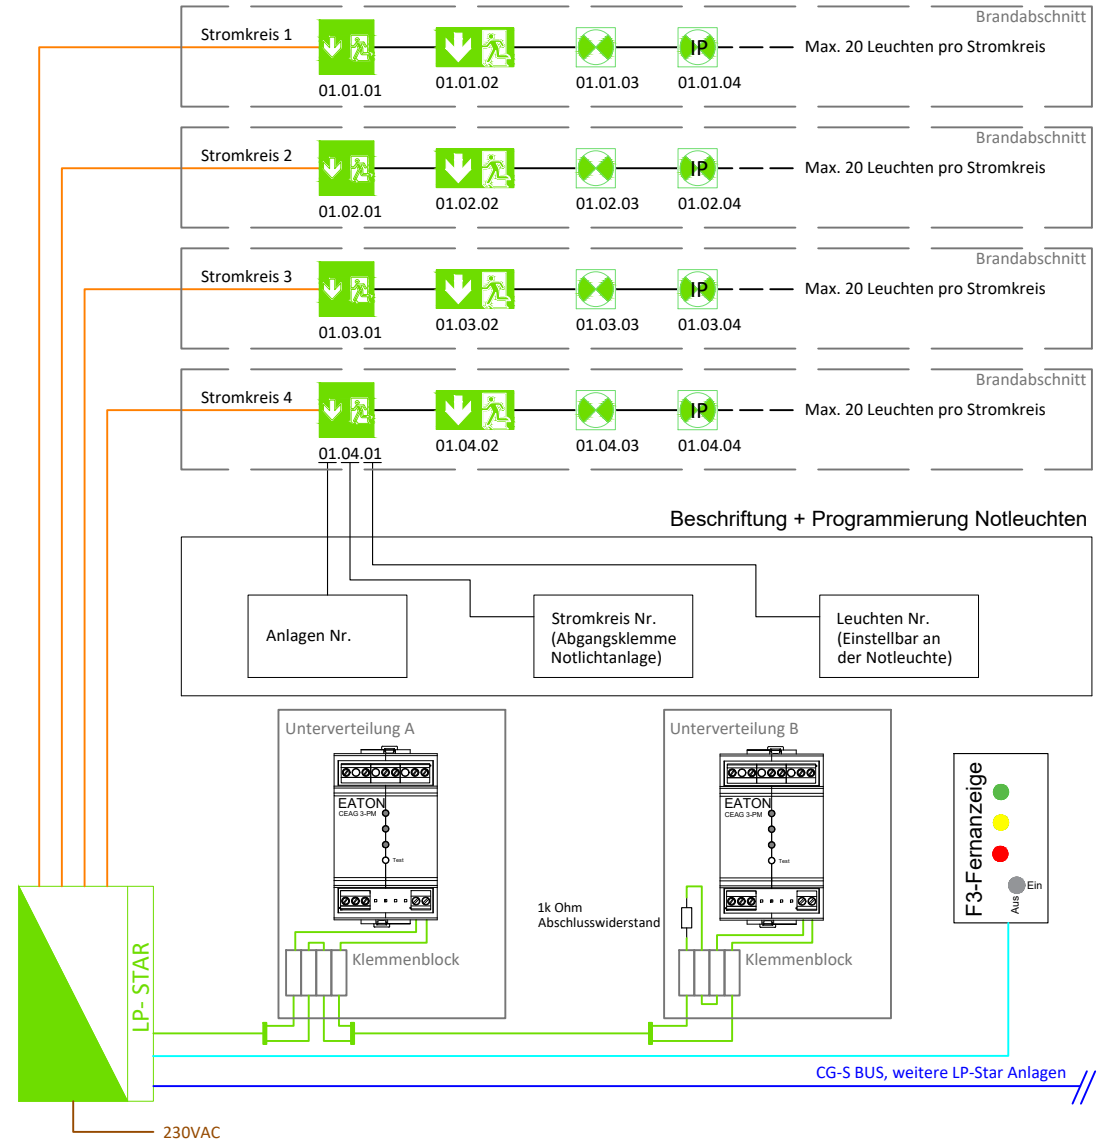 Brandabschnitt
Stromkreis 1
IP
Max. 20 Leuchten pro Stromkreis
01.01.01
01.01.02
01.01.03
01.01.04
Brandabschnitt
Stromkreis 2
IP
Max. 20 Leuchten pro Stromkreis
01.02.01
01.02.02
01.02.03
01.02.04
Brandabschnitt
Stromkreis 3
IP
Max. 20 Leuchten pro Stromkreis
01.03.01
01.03.02
01.03.03
01.03.04
Brandabschnitt
Stromkreis 4
IP
Max. 20 Leuchten pro Stromkreis
01.04.01
01.04.02
01.04.03
01.04.04
Beschriftung + Programmierung Notleuchten
Anlagen Nr.
Stromkreis Nr.
(Abgangsklemme
Notlichtanlage)
Leuchten Nr.
(Einstellbar an
der Notleuchte)
Unterverteilung A
EATON
CEAG 3-PM
Test
Klemmenblock
Unterverteilung B
EATON
CEAG 3-PM
Test
1k Ohm
Abschlusswiderstand
Klemmenblock
F3-Fernanzeige
Ein
Aus
LP- STAR
CG-S BUS, weitere LP-Star Anlagen
230VAC